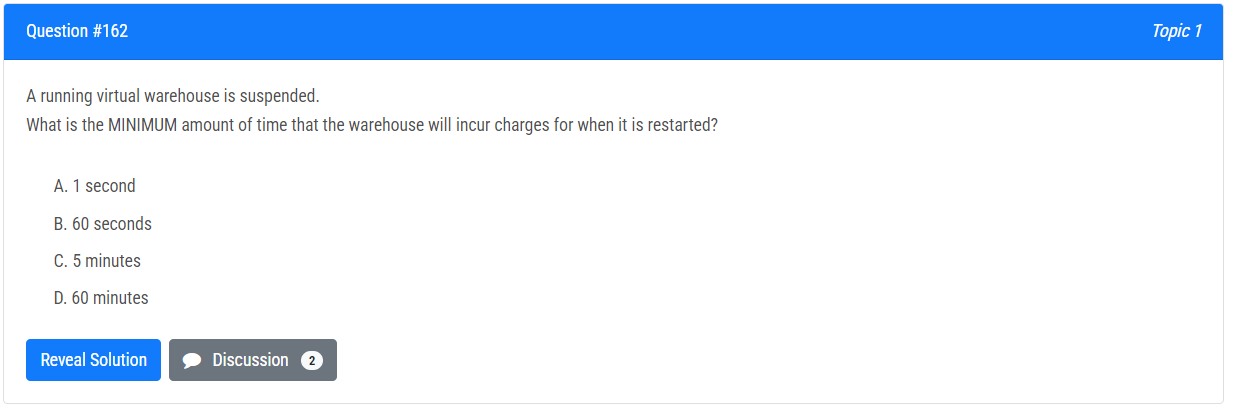 Question #162
Topic 1
A running virtual warehouse is suspended.
What is the MINIMUM amount of time that the warehouse will incur charges for when it is restarted?
A. 1 second
B. 60 seconds
C. 5 minutes
D. 60 minutes
Reveal Solution
Discussion 2